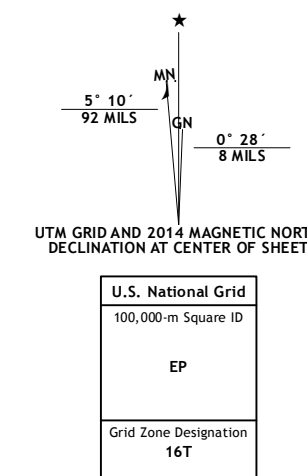 ★
MN
5° 10´
92 MILS
GN
0° 28´
8 MILS
UTM GRID AND 2014 MAGNETIC NORT
DECLINATION AT CENTER OF SHEET
U.S. National Grid
100,000-m Square ID
EP
Grid Zone Designation
16T